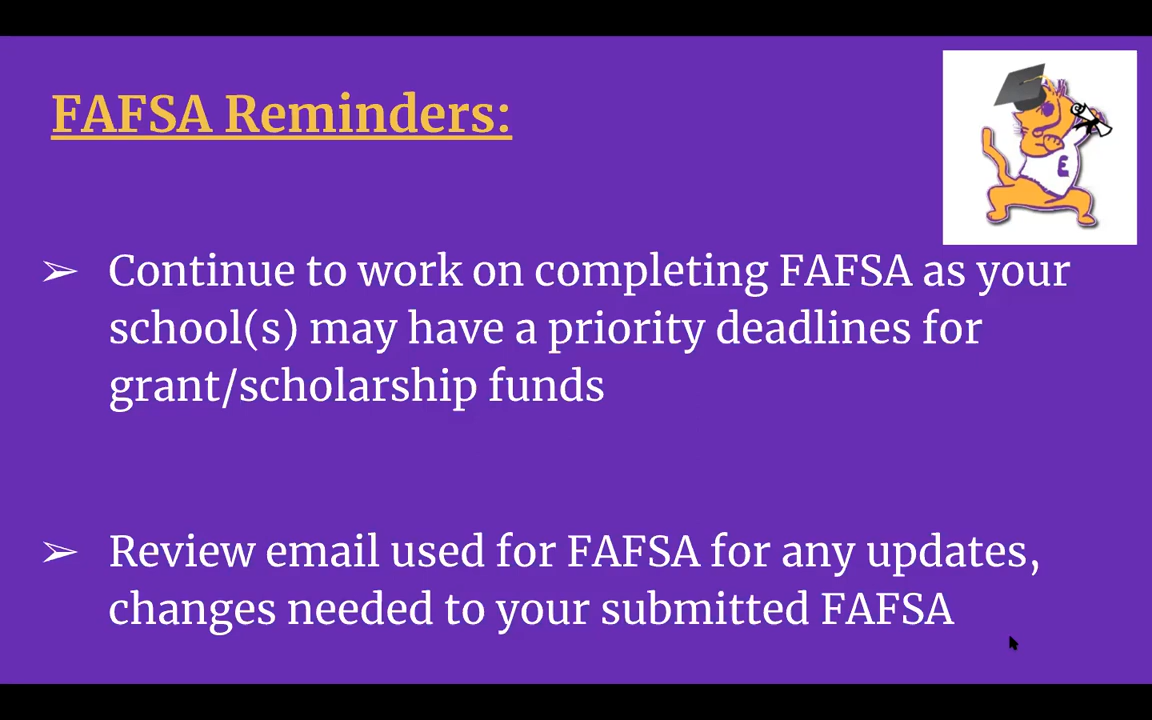 FAFSA Reminders:
E
➢ Continue to work on completing FAFSA as your
school(s) may have a priority deadlines for
grant/scholarship funds
➢ Review email used for FAFSA for any updates,
changes needed to your submitted FAFSA